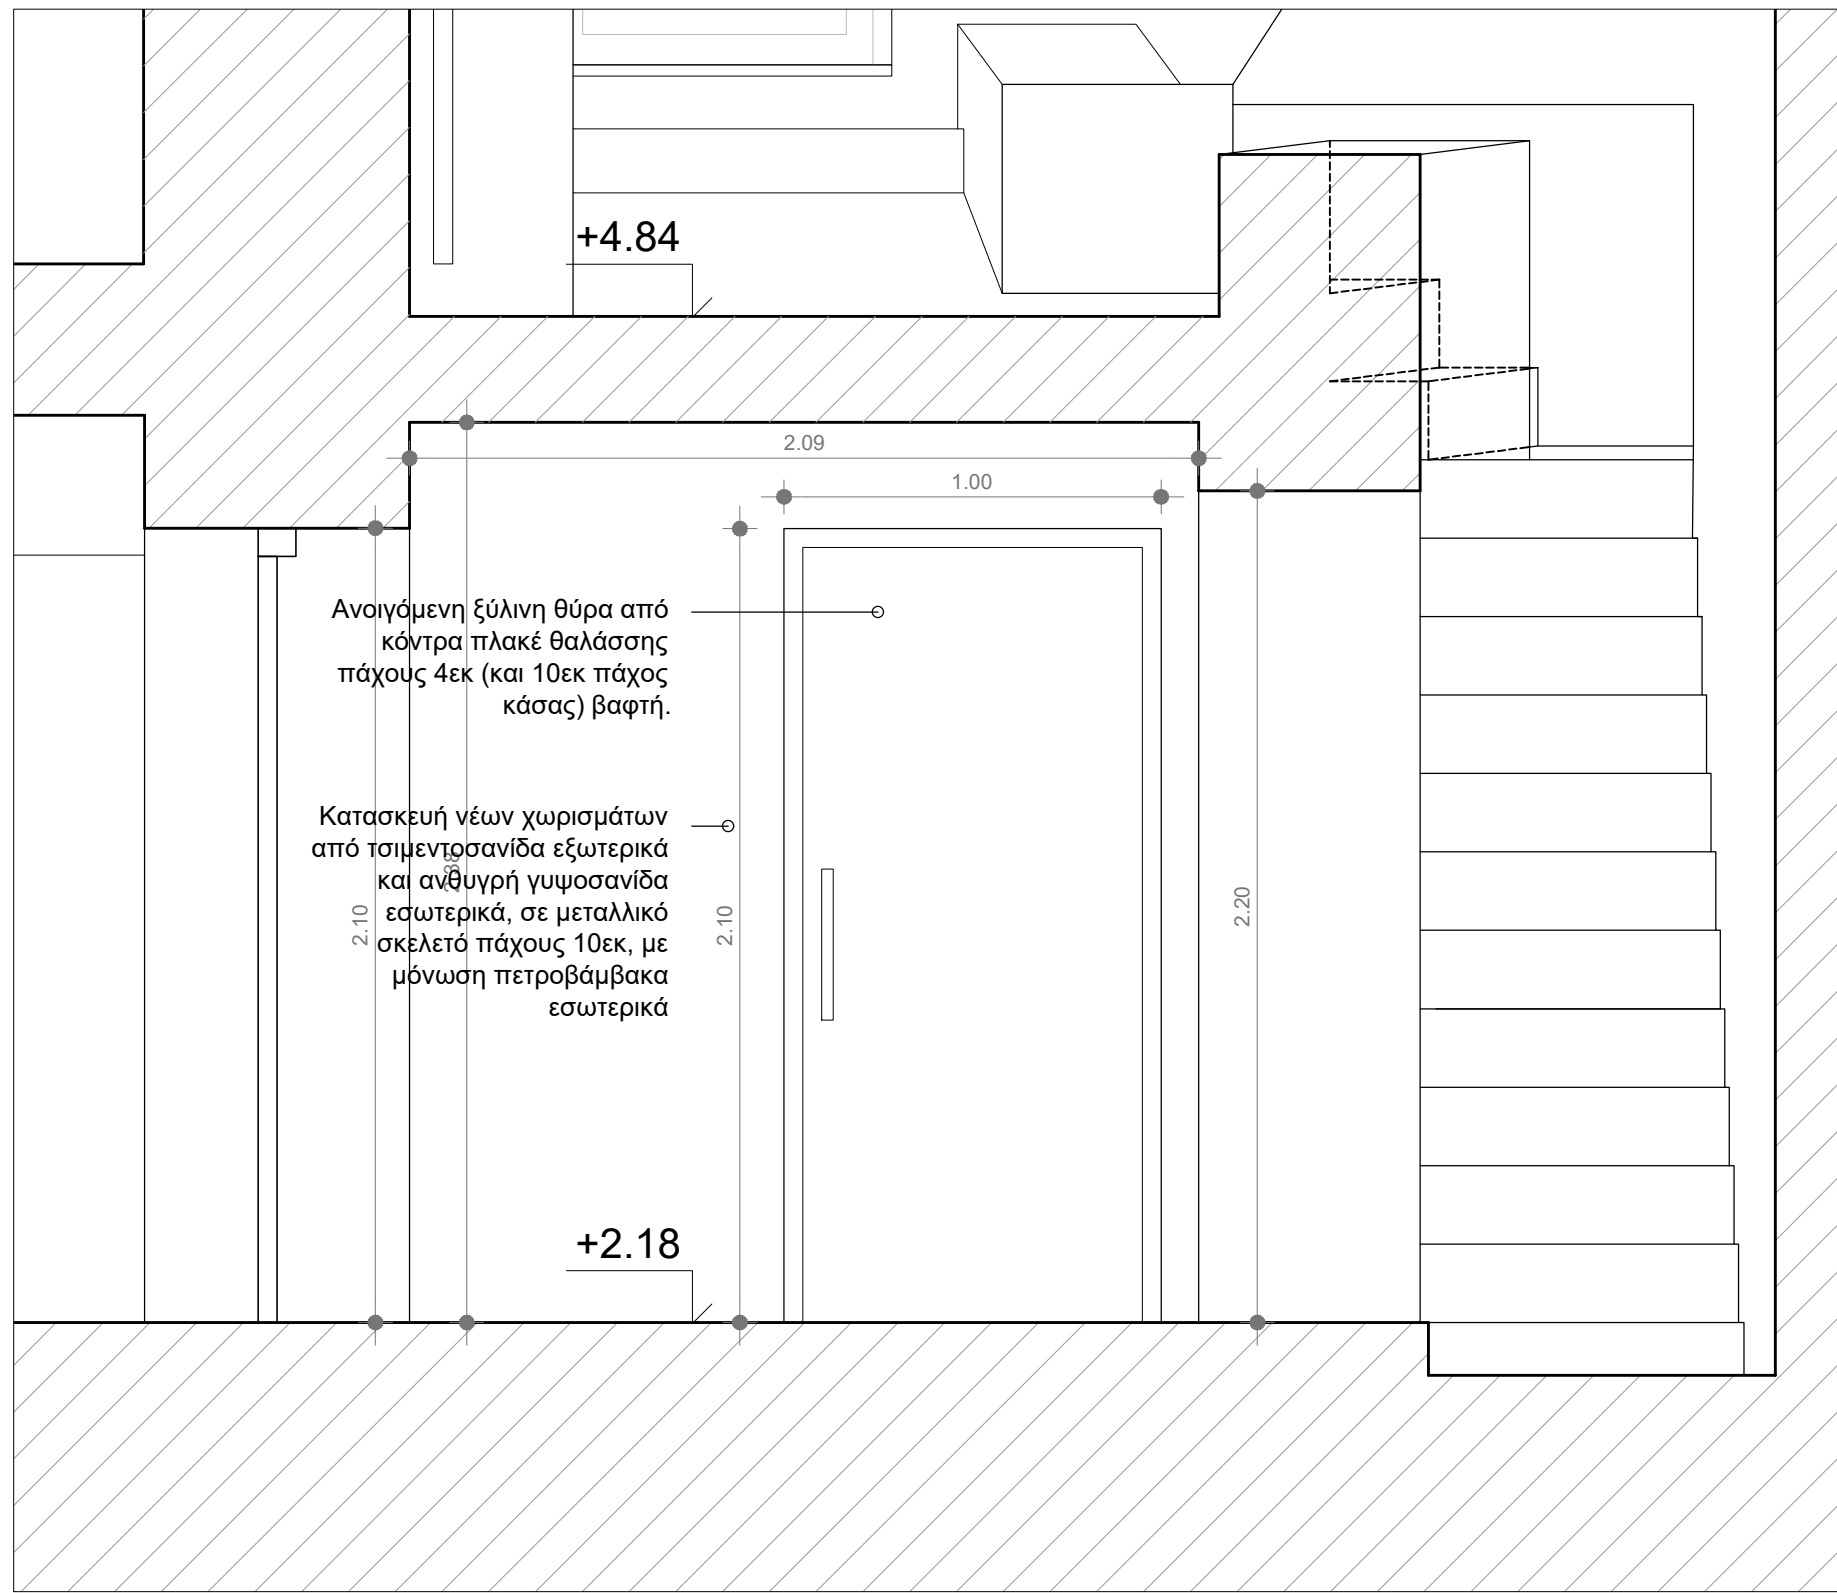 +4.84
2.09
1.00
Ανοιγόμενη ξύλινη θύρα από
κόντρα πλακέ θαλάσσης
πάχους 4εκ (και 10εκ πάχος
κάσας) βαφτή.
Κατασκευή νέων χωρισμάτων
από τσιμεντοσανίδα εξωτερικά
και ανθυγρή γυψοσανίδα
εσωτερικά, σε μεταλλικό
σκελετό πάχους 10εκ, με
μόνωση πετροβάμβακα
εσωτερικά
2.10
2.38
2.10
2.20
+2.18